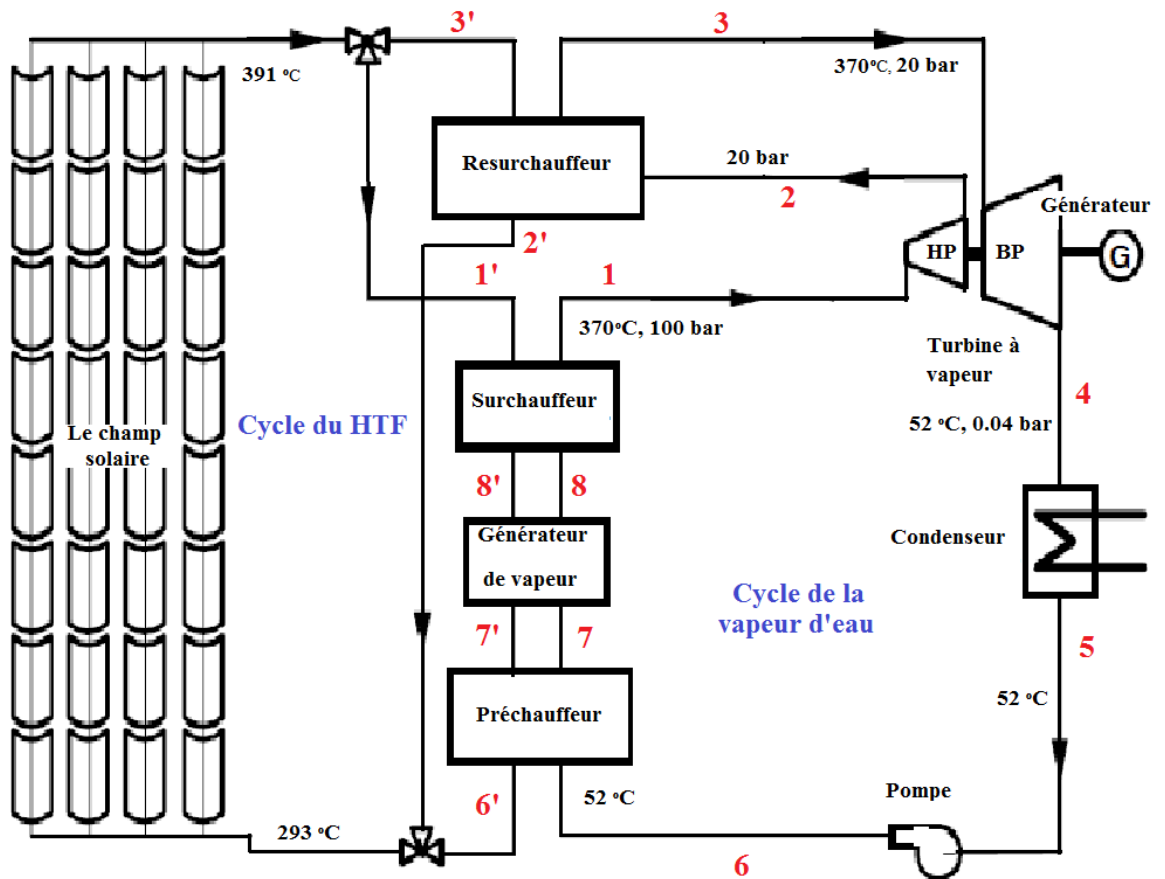 3'
3
391 °C
370°C, 20 bar
Resurchauffeur
20 bar
2
Générateur
HP
BP
G
2'
1'
1
370°C, 100 bar
Turbine à
vapeur
Surchauffeur
4
52 °C, 0.04 bar
Le champ
solaire
Cycle du HTF
8'
8
Générateur
de vapeur
Condenseur
Cycle de la
vapeur d'eau
7'
7
5
52 °C
Préchauffeur
6'
52 °C
Pompe
293 °C
6